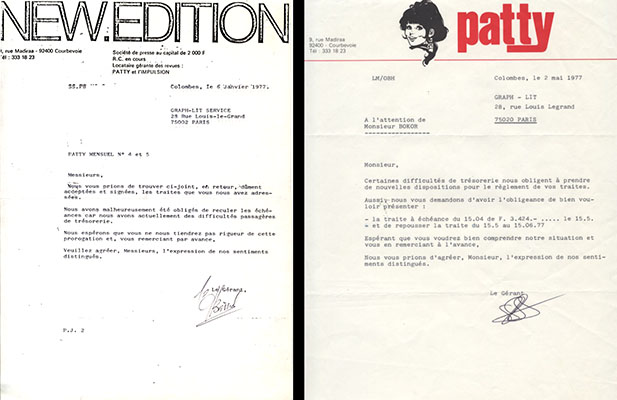 NEW.EDITION
9, rue Madiraa - 92400 Courbevoie
Tél : 333 18 23
Société de presse au capital de 2 000 F
R.C. en cours
Locataire gérante des revues :
PATTY et l'IMPULSION
Colombes, le 6 Janvier 1977.
GRAPH-LIT SERVICE
28 Rue Louis-le-Grand
75002 PARIS
PATTY MENSUEL N° 4 et 5
Messieurs,
Nous vous prions de trouver ci-joint, en retour, dûment
acceptées et signées, les traites que vous nous avez adres-
sées.
Nous avons malheureusement été obligés de reculer les éché-
ances car nous avons actuellement des difficultés passagères
de trésorerie.
Nous espérons que vous ne nous tiendrez pas rigueur de cette
prorogation et, vous remerciant par avance,
Veuillez agréer, Messieurs, l'expression de nos sentiments
distingués.
Le Gérant.
P.J. 2
patty
9, rue Madiraa
92400 Courbevoie
Tél : 333 18 23
LM/OBH
Colombes, le 2 mai 1977
GRAPH - LIT
28, rue Louis Legrand
75020 PARIS
A l'attention de
Monsieur BOKOH
Monsieur,
Certaines difficultés de trésorerie nous obligent à prendre
de nouvelles dispositions pour le règlement de vos traites.
Aussi nous vous demandons d'avoir l'obligeance de bien vou-
loir présenter :
- la traite à échéance du 15.04 de F. 3.424.- ..... le 15.5.
- et de repousser la traite du 15.5 au 15.06.77
Espérant que vous voudrez bien comprendre notre situation et
vous en remerciant à l'avance,
Nous vous prions d'agréer, Monsieur, l'expression de nos senti-
ments distingués.
Le Gérant